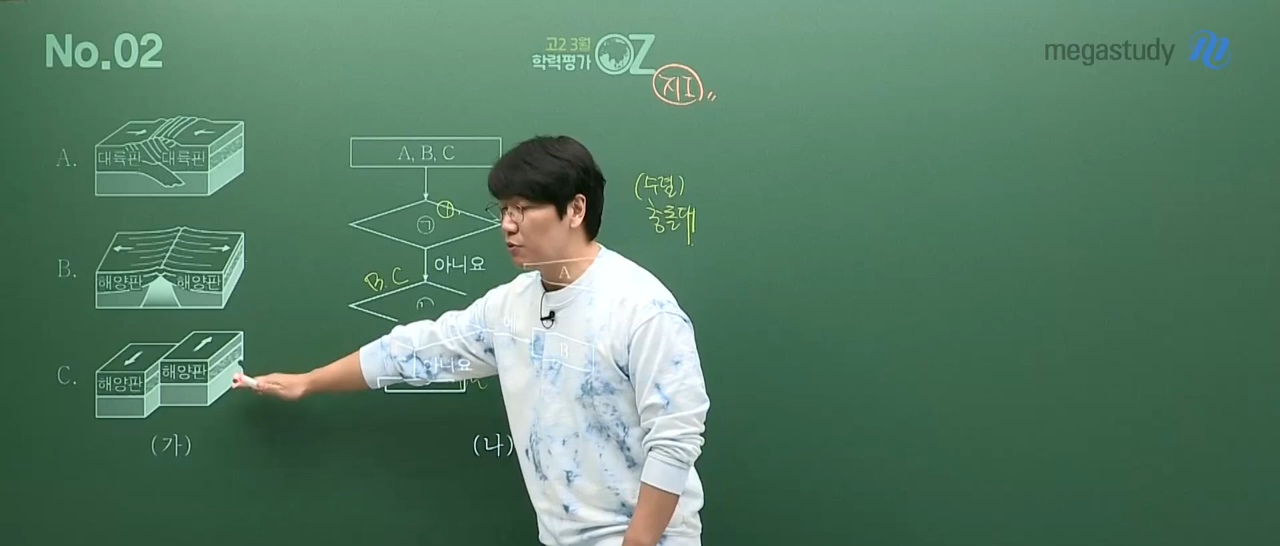 No.02
고2 3월
학력평가 OZ
megastudy
지I
A.
대륙판 대륙판
B.
해양판 해양판
C.
해양판 해양판
(가)
A, B, C
㉠
아니요
A
B, C
㉡
B
아니요
(나)
(수렴)
충돌대